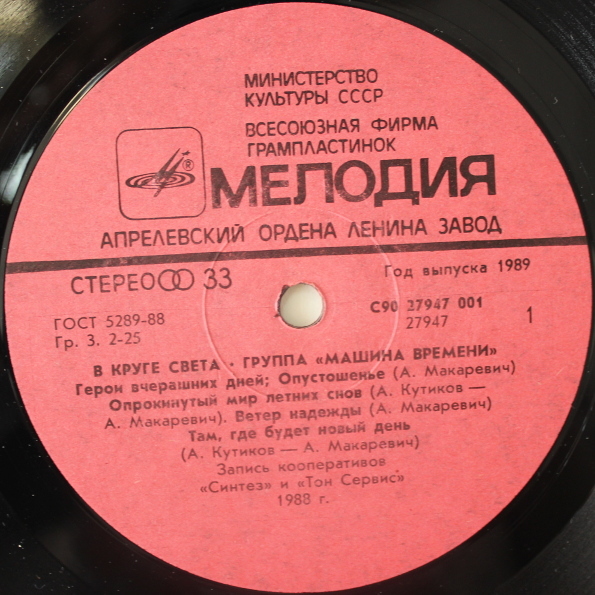 МИНИСТЕРСТВО
КУЛЬТУРЫ СССР
ВСЕСОЮЗНАЯ ФИРМА
ГРАМПЛАСТИНОК
МЕЛОДИЯ
АПРЕЛЕВСКИЙ ОРДЕНА ЛЕНИНА ЗАВОД
СТЕРЕО 33
Год выпуска 1989
ГОСТ 5289-88
Гр. 3. 2-25
С90 27947 001
27947
1
В КРУГЕ СВЕТА · ГРУППА «МАШИНА ВРЕМЕНИ»
Герои вчерашних дней; Опустошенье (А. Макаревич)
Опрокинутый мир летних снов (А. Кутиков —
А. Макаревич). Ветер надежды (А. Макаревич)
Там, где будет новый день
(А. Кутиков — А. Макаревич)
Запись кооперативов
«Синтез» и «Тон Сервис»
1988 г.